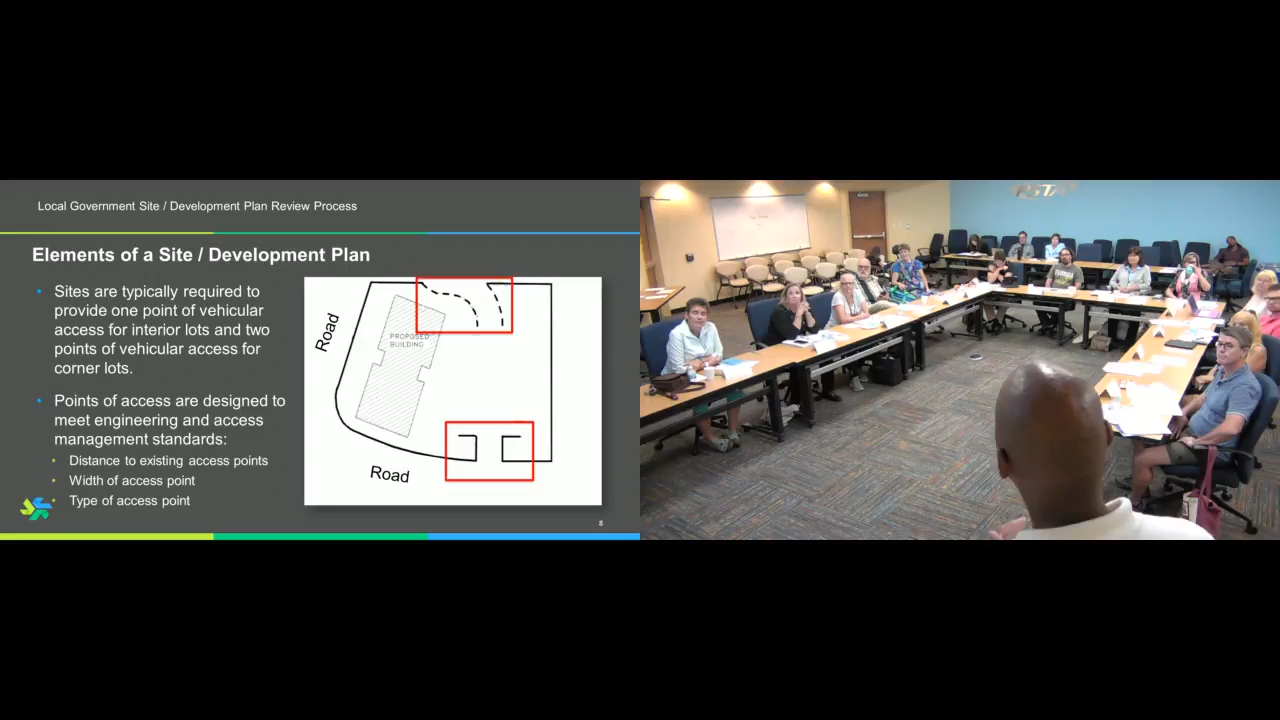 Local Government Site / Development Plan Review Process
Elements of a Site / Development Plan
• Sites are typically required to
provide one point of vehicular
access for interior lots and two
points of vehicular access for
corner lots.
• Points of access are designed to
meet engineering and access
management standards:
• Distance to existing access points
• Width of access point
• Type of access point
Road
PROPOSED
BUILDING
Road
8